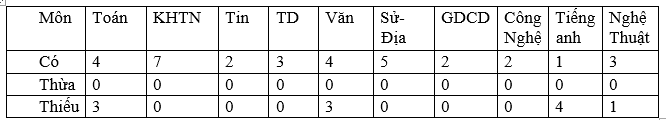 Môn Toán KHTN Tin TD Văn Sử-Địa GDCD Công Nghệ Tiếng anh Nghệ Thuật
Có 4 7 2 3 4 5 2 2 1 3
Thừa 0 0 0 0 0 0 0 0 0 0
Thiếu 3 0 0 0 3 0 0 0 4 1